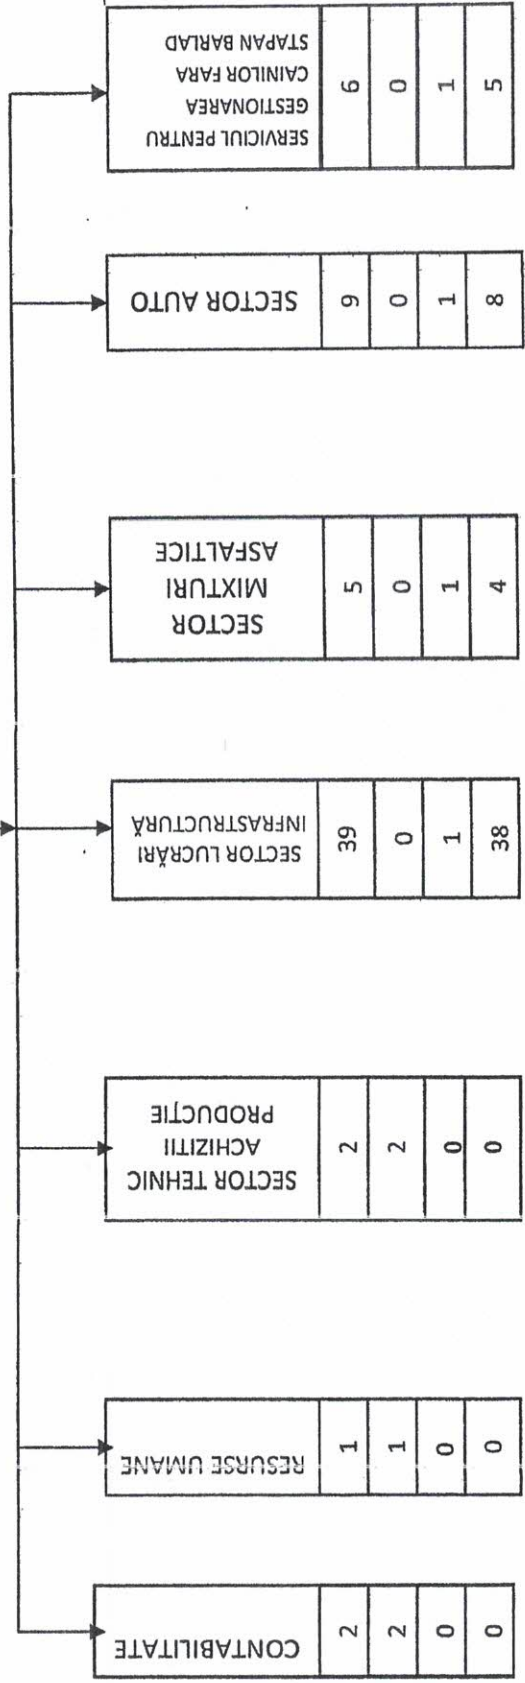 SERVICIUL PENTRU
GESTIONAREA
CAINILOR FARA
STAPAN BARLAD
6
0
1
5
SECTOR AUTO
9
0
1
8
SECTOR
MIXTURI
ASFALTICE
5
0
1
4
SECTOR LUCRĂRI
INFRASTRUCTURĂ
39
0
1
38
SECTOR TEHNIC
ACHIZITII
PRODUCȚIE
2
2
0
0
RESURSE UMANE
1
1
0
0
CONTABILITATE
2
2
0
0